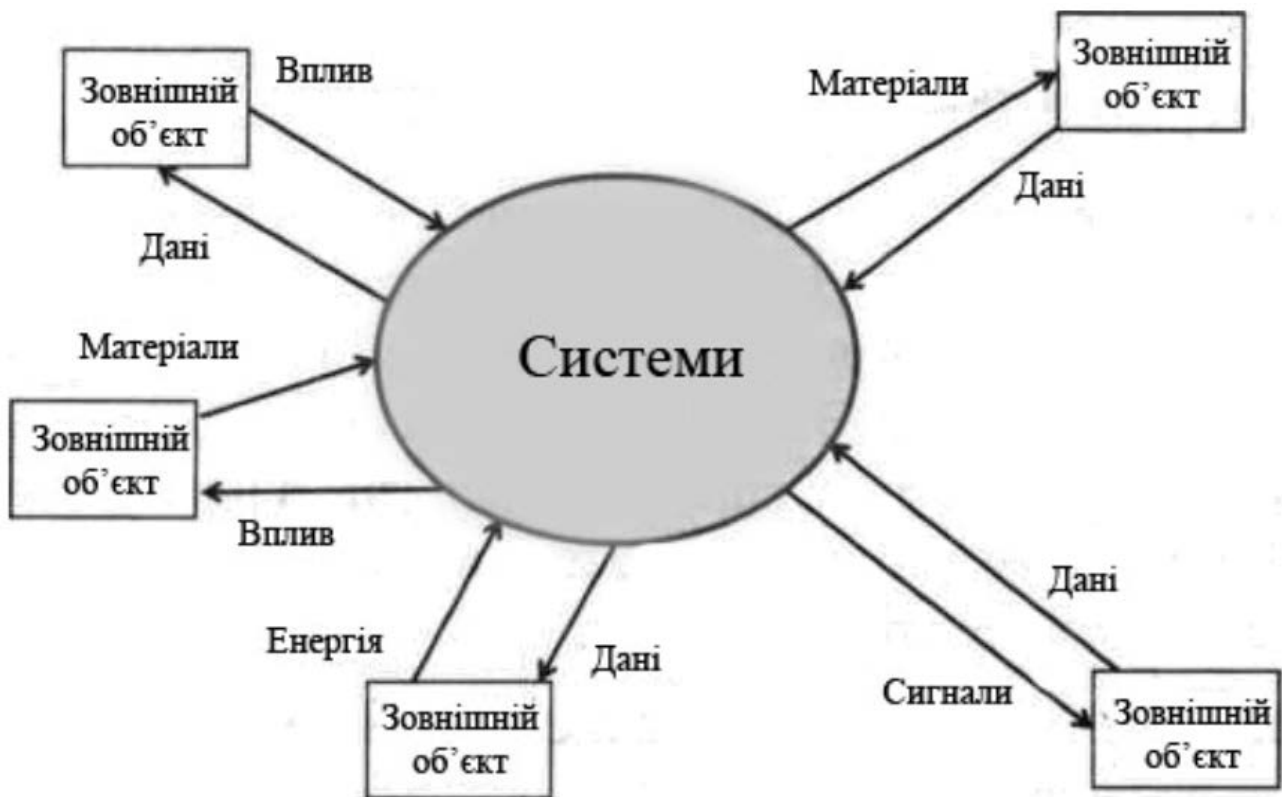 Зовнішній
об’єкт
Вплив
Матеріали
Зовнішній
об’єкт
Дані
Дані
Матеріали
Системи
Зовнішній
об’єкт
Вплив
Енергія
Дані
Зовнішній
об’єкт
Дані
Сигнали
Зовнішній
об’єкт